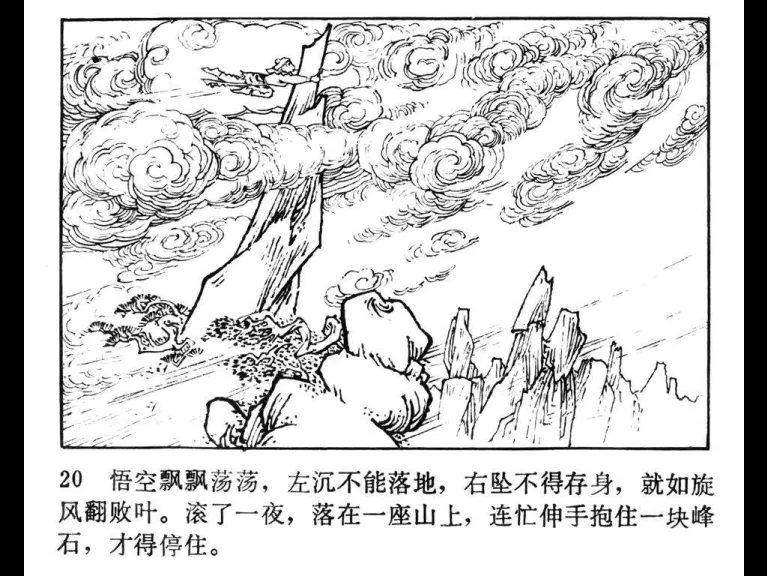 20 悟空飘飘荡荡，左沉不能落地，右坠不得存身，就如旋
风翻败叶。滚了一夜，落在一座山上，连忙伸手抱住一块峰
石，才得停住。